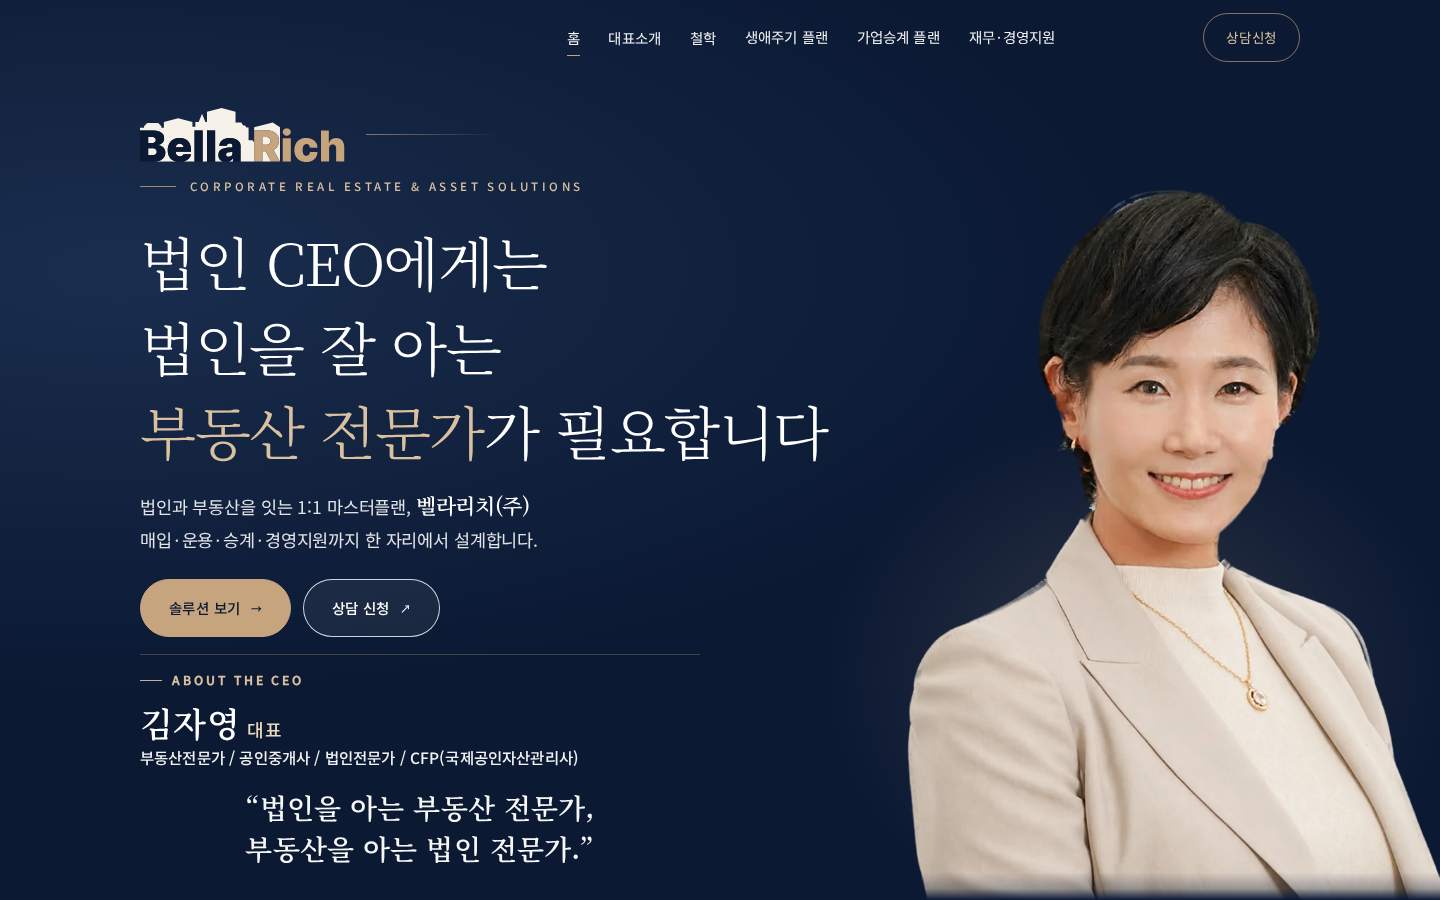 홈
대표소개
철학
생애주기 플랜
가업승계 플랜
재무·경영지원
상담신청
Bella Rich
CORPORATE REAL ESTATE & ASSET SOLUTIONS
법인 CEO에게는
법인을 잘 아는
부동산 전문가가 필요합니다
법인과 부동산을 잇는 1:1 마스터플랜, 벨라리치(주)
매입·운용·승계·경영지원까지 한 자리에서 설계합니다.
솔루션 보기 →
상담 신청 ↗
ABOUT THE CEO
김자영 대표
부동산전문가 / 공인중개사 / 법인전문가 / CFP(국제공인자산관리사)
“법인을 아는 부동산 전문가,
부동산을 아는 법인 전문가.”